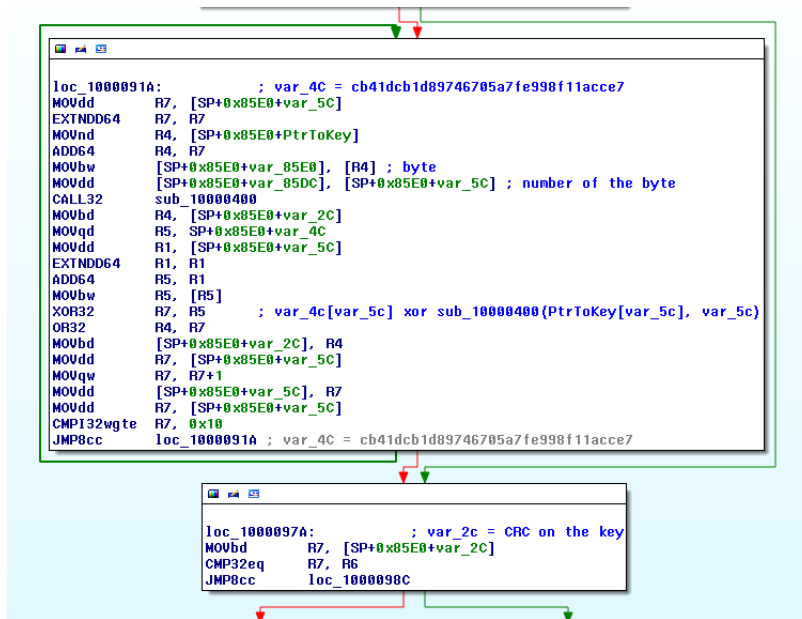 loc_1000091A: ; var_4C = cb41dcb1d89746705a7fe998f11acce7
MOVdd R7, [SP+0x85E0+var_5C]
EXTNDD64 R7, R7
MOVnd R4, [SP+0x85E0+PtrToKey]
ADD64 R4, R7
MOVbw [SP+0x85E0+var_85E0], [R4] ; byte
MOVdd [SP+0x85E0+var_85DC], [SP+0x85E0+var_5C] ; number of the byte
CALL32 sub_10000400
MOVbd R4, [SP+0x85E0+var_2C]
MOVqd R5, SP+0x85E0+var_4C
MOVdd R1, [SP+0x85E0+var_5C]
EXTNDD64 R1, R1
ADD64 R5, R1
MOVbw R5, [R5]
XOR32 R7, R5 ; var_4c[var_5c] xor sub_10000400(PtrToKey[var_5c], var_5c)
OR32 R4, R7
MOVbd [SP+0x85E0+var_2C], R4
MOVdd R7, [SP+0x85E0+var_5C]
MOVqw R7, R7+1
MOVdd [SP+0x85E0+var_5C], R7
MOVdd R7, [SP+0x85E0+var_5C]
CMPI32wgte R7, 0x10
JMP8cc loc_1000091A ; var_4C = cb41dcb1d89746705a7fe998f11acce7
loc_1000097A: ; var_2c = CRC on the key
MOVbd R7, [SP+0x85E0+var_2C]
CMP32eq R7, R6
JMP8cc loc_1000098C